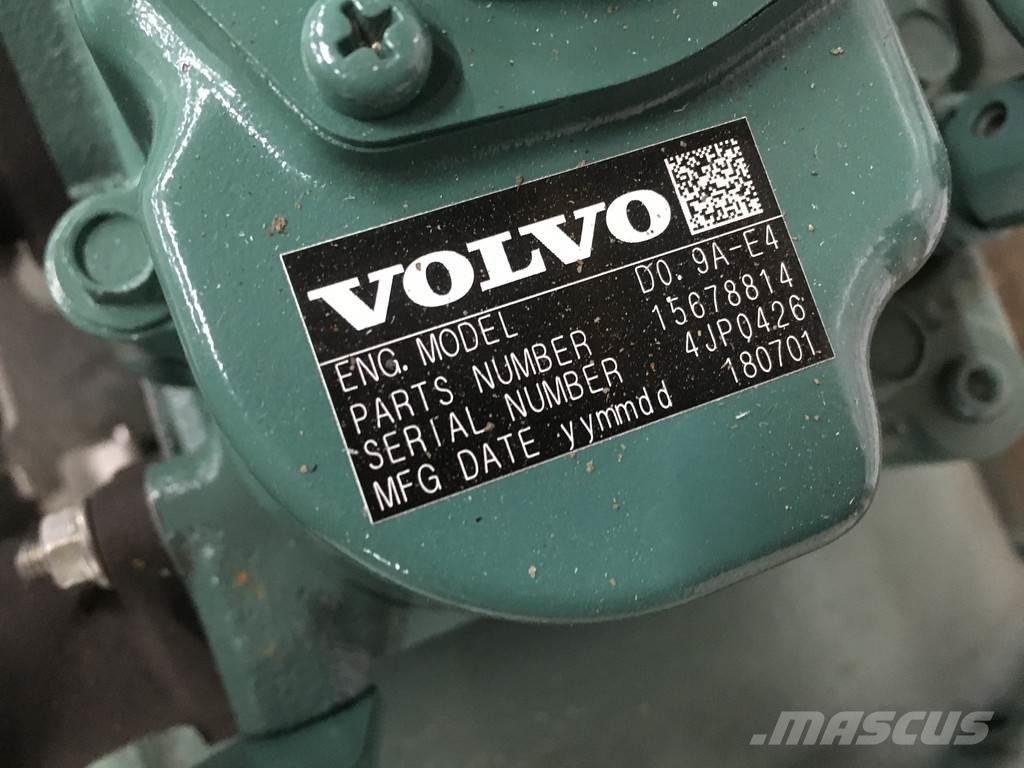 VOLVO
ENG. MODEL D0. 9A-E4
PARTS NUMBER 15678814
SERIAL NUMBER 4JP0426
MFG DATE yymmdd 180701
.MASCUS